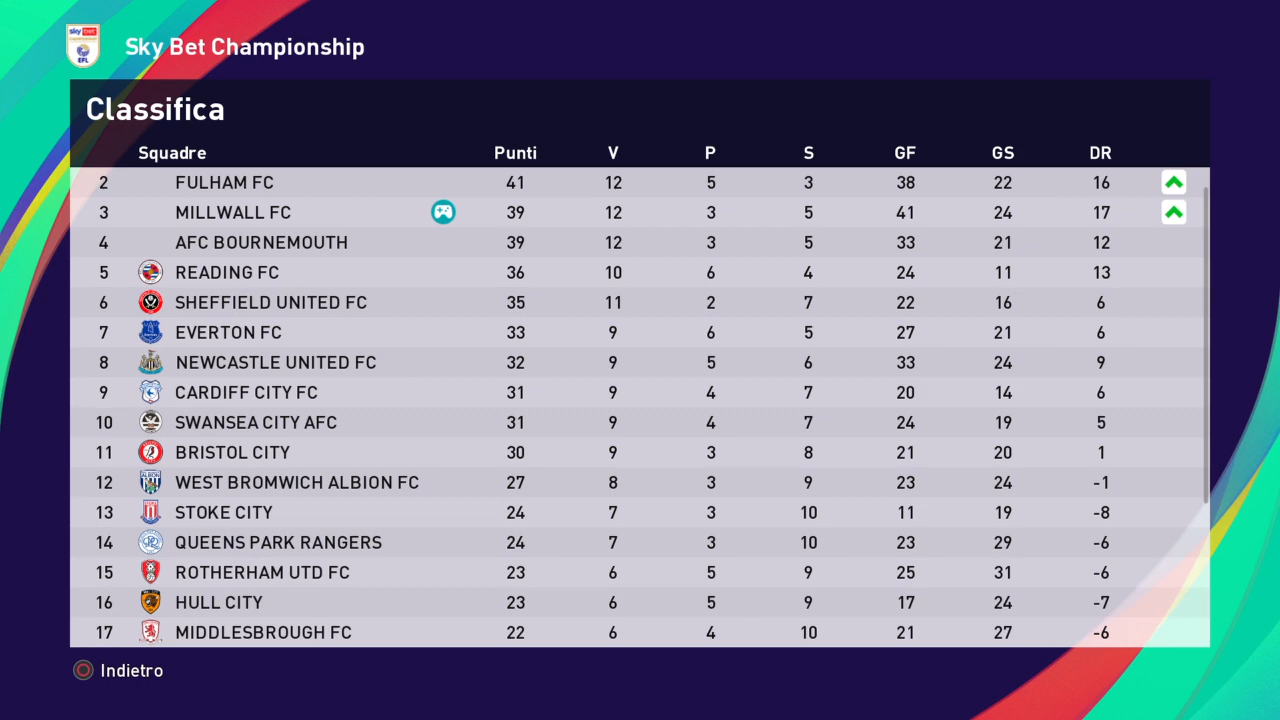 sky bet
EFL
Sky Bet Championship
Classifica
Squadre Punti V P S GF GS DR
2 FULHAM FC 41 12 5 3 38 22 16
3 MILLWALL FC 39 12 3 5 41 24 17
4 AFC BOURNEMOUTH 39 12 3 5 33 21 12
5 READING FC 36 10 6 4 24 11 13
6 SHEFFIELD UNITED FC 35 11 2 7 22 16 6
7 EVERTON FC 33 9 6 5 27 21 6
8 NEWCASTLE UNITED FC 32 9 5 6 33 24 9
9 CARDIFF CITY FC 31 9 4 7 20 14 6
10 SWANSEA CITY AFC 31 9 4 7 24 19 5
11 BRISTOL CITY 30 9 3 8 21 20 1
12 WEST BROMWICH ALBION FC 27 8 3 9 23 24 -1
13 STOKE CITY 24 7 3 10 11 19 -8
14 QUEENS PARK RANGERS 24 7 3 10 23 29 -6
15 ROTHERHAM UTD FC 23 6 5 9 25 31 -6
16 HULL CITY 23 6 5 9 17 24 -7
17 MIDDLESBROUGH FC 22 6 4 10 21 27 -6
Indietro